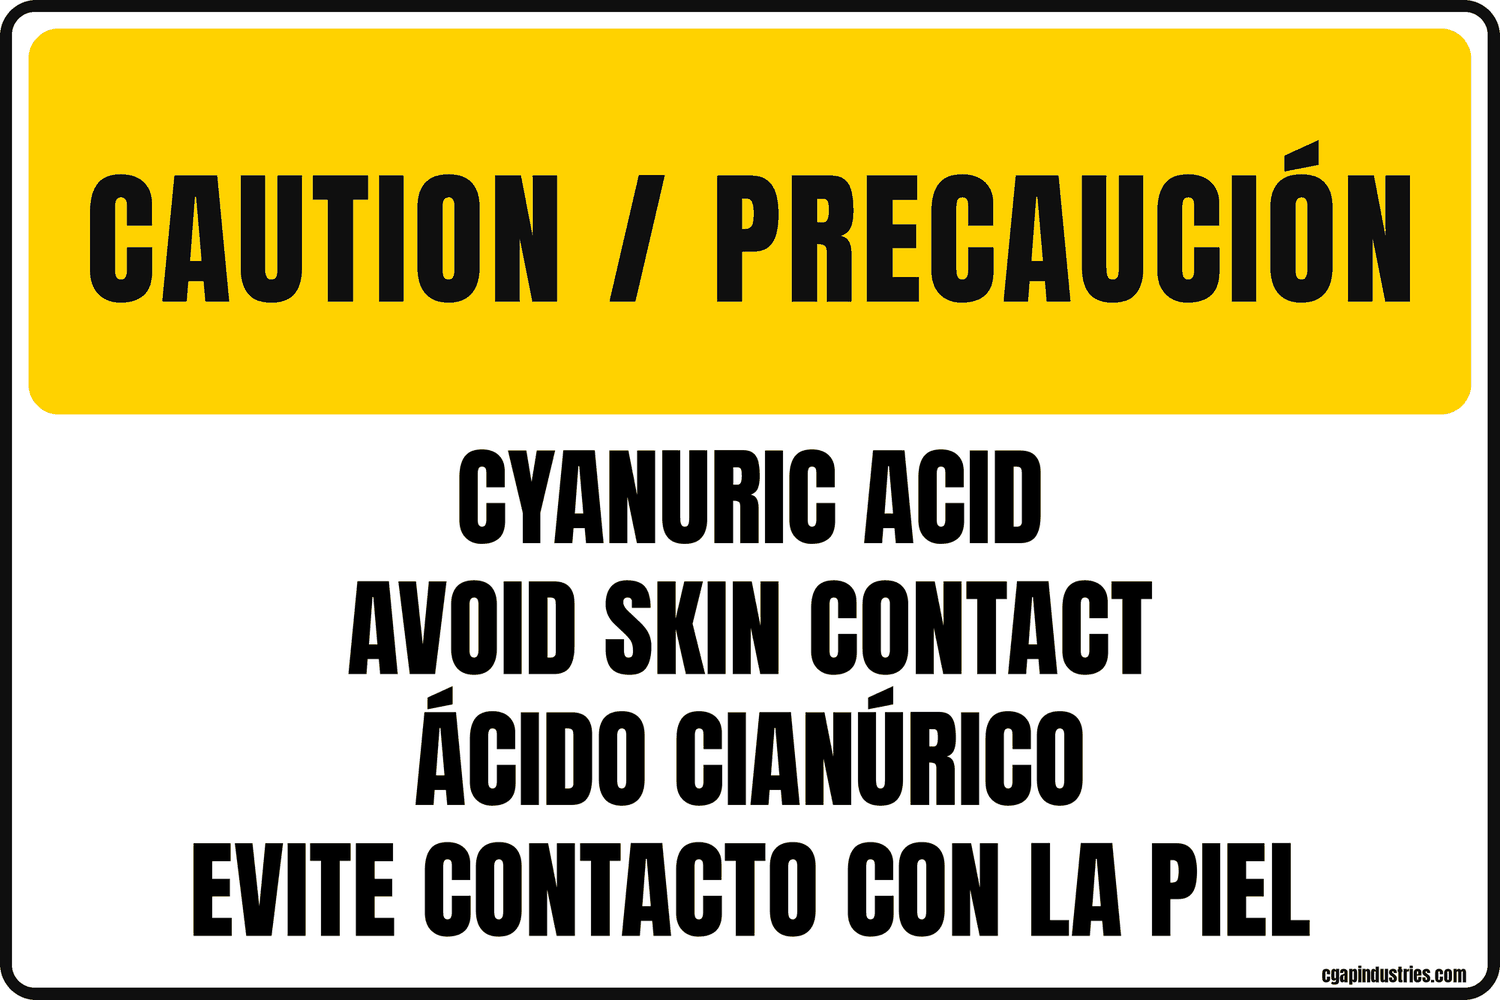 CAUTION / PRECAUCIÓN
CYANURIC ACID
AVOID SKIN CONTACT
ÁCIDO CIANÚRICO
EVITE CONTACTO CON LA PIEL
cgapindustries.com